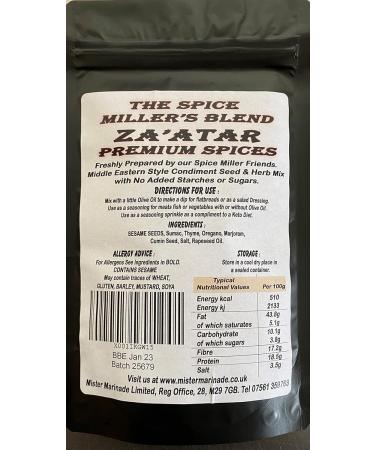 THE SPICE
MILLER'S BLEND
ZA'ATAR
PREMIUM SPICES
Freshly Prepared by our Spice Miller Friends.
Middle Eastern Style Condiment Seed & Herb Mix
with No Added Starches or Sugars.
DIRECTIONS FOR USE :
Mix with a little Olive Oil to make a dip for flatbreads or as a salad Dressing.
Use as a seasoning for meats fish or vegetables with or without Olive Oil.
Use as a seasoning sprinkle as a compliment to a Keto Diet.
INGREDIENTS :
SESAME SEEDS, Sumac, Thyme, Oregano, Marjoram,
Cumin Seed, Salt, Rapeseed Oil.
ALLERGY ADVICE :
For Allergens See ingredients in BOLD.
CONTAINS SESAME
May contain traces of WHEAT,
GLUTEN, BARLEY, MUSTARD, SOYA
X001IKGW15
BBE Jan 23
Batch 25679
STORAGE :
Store in a cool dry place in
a sealed container.
Typical
Nutritional Values Per 100g
Energy kcal 510
Energy kj 2133
Fat 43.8g
of which saturates 5.1g
Carbohydrate 10.1g
of which sugars 3.8g
Fibre 17.2g
Protein 18.5g
Salt 3.5g
Visit us at www.mistermarinade.co.uk
Mister Marinade Limited, Reg Office, 28, M29 7GB. Tel 07561